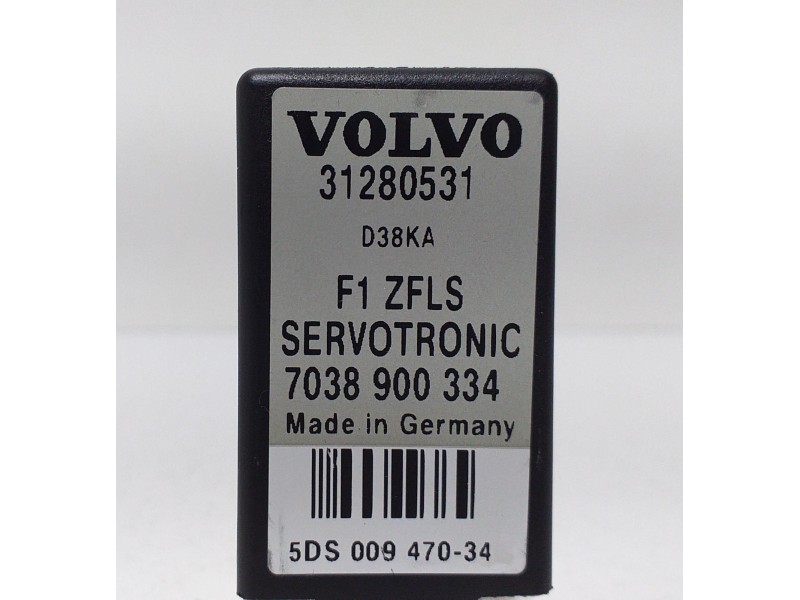 VOLVO
31280531
D38KA
F1 ZFLS
SERVOTRONIC
7038 900 334
Made in Germany
5DS 009 470-34